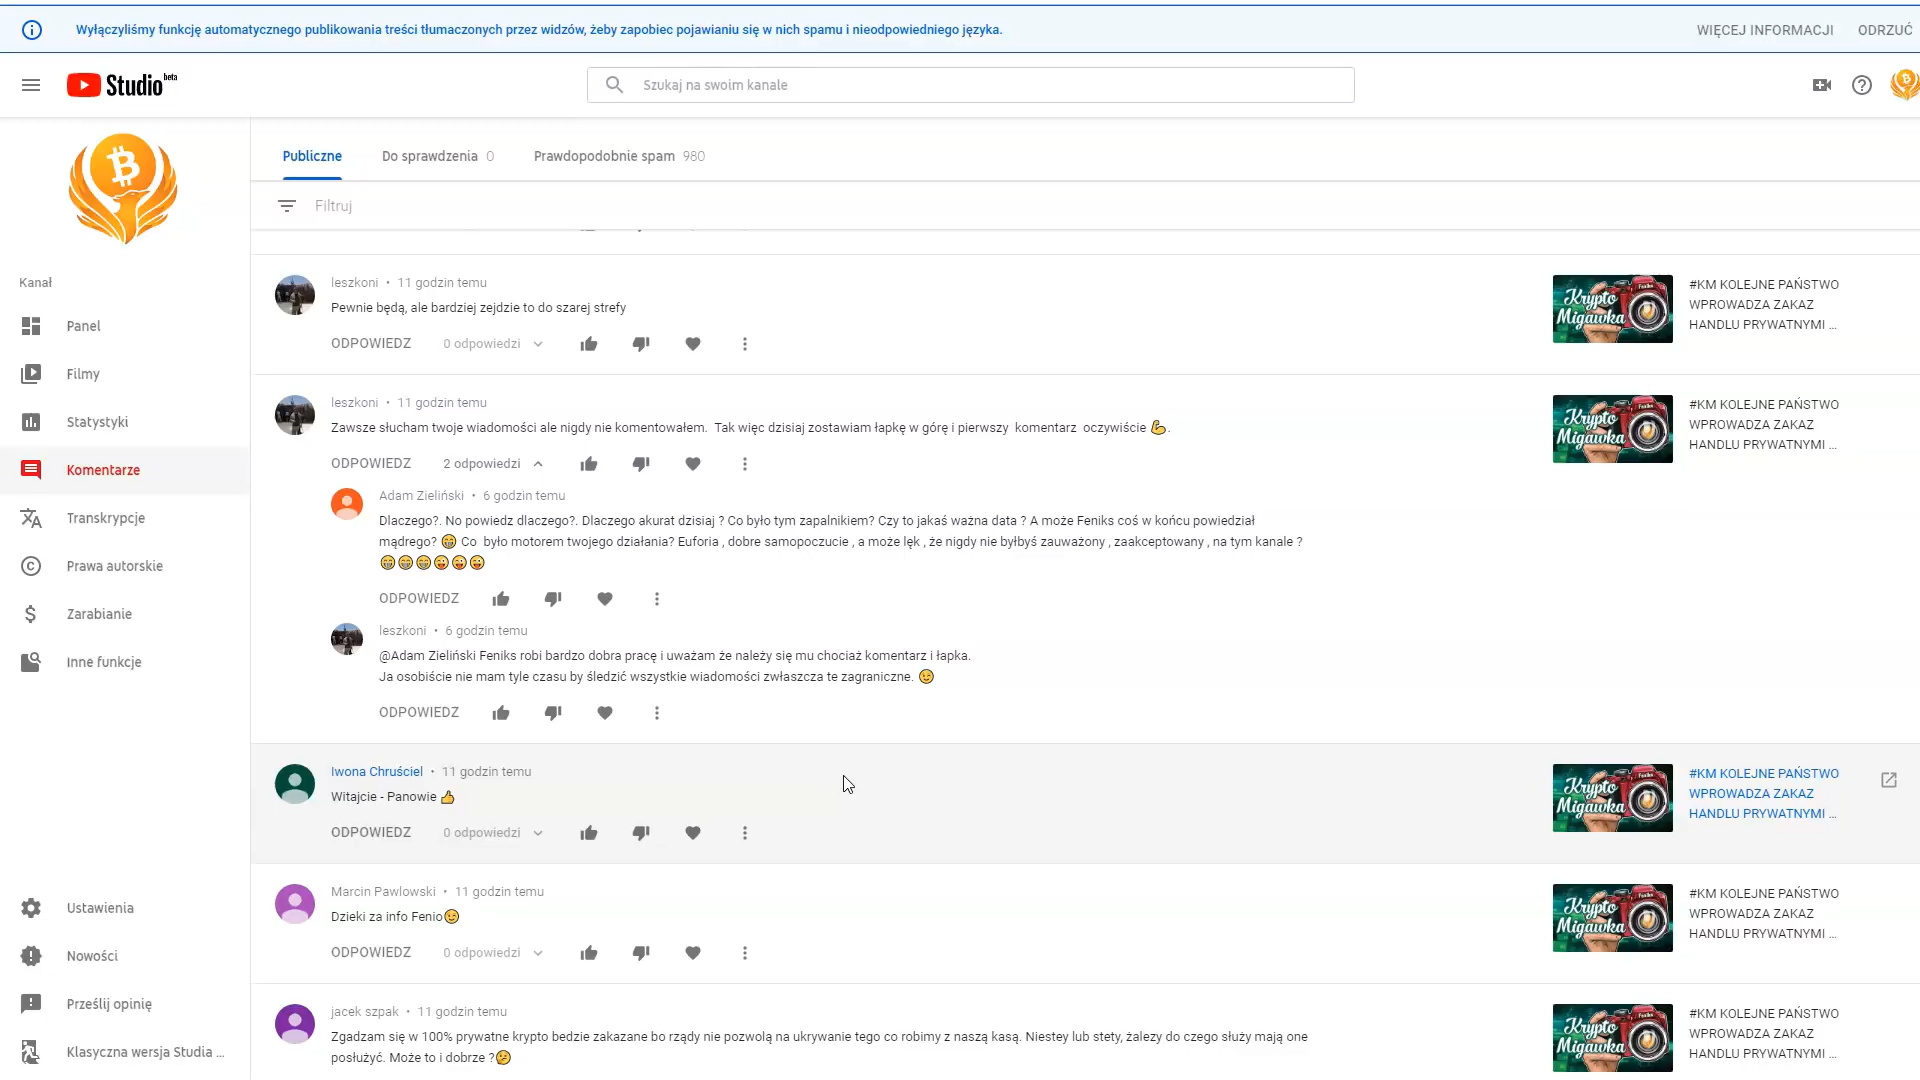 Wyłączyliśmy funkcję automatycznego publikowania treści tłumaczonych przez widzów, żeby zapobiec pojawianiu się w nich spamu i nieodpowiedniego języka.
WIĘCEJ INFORMACJI
ODRZUĆ
Studio beta
Szukaj na swoim kanale
Kanał
Panel
Filmy
Statystyki
Komentarze
Transkrypcje
Prawa autorskie
Zarabianie
Inne funkcje
Ustawienia
Nowości
Prześlij opinię
Klasyczna wersja Studia ...
Publiczne
Do sprawdzenia 0
Prawdopodobnie spam 980
Filtruj
leszkoni • 11 godzin temu
Pewnie będą, ale bardziej zejdzie to do szarej strefy
ODPOWIEDZ 0 odpowiedzi
Krypto
Migawka
#KM KOLEJNE PAŃSTWO
WPROWADZA ZAKAZ
HANDLU PRYWATNYMI ...
leszkoni • 11 godzin temu
Zawsze słucham twoje wiadomości ale nigdy nie komentowałem. Tak więc dzisiaj zostawiam łapkę w górę i pierwszy komentarz oczywiście 💪.
ODPOWIEDZ 2 odpowiedzi
Krypto
Migawka
#KM KOLEJNE PAŃSTWO
WPROWADZA ZAKAZ
HANDLU PRYWATNYMI ...
Adam Zieliński • 6 godzin temu
Dlaczego?. No powiedz dlaczego?. Dlaczego akurat dzisiaj ? Co było tym zapalnikiem? Czy to jakaś ważna data ? A może Feniks coś w końcu powiedział
mądrego? 😁 Co było motorem twojego działania? Euforia , dobre samopoczucie , a może lęk , że nigdy nie byłbyś zauważony , zaakceptowany , na tym kanale ?
😁😁😁😜😜😜
ODPOWIEDZ
leszkoni • 6 godzin temu
@Adam Zieliński Feniks robi bardzo dobra pracę i uważam że należy się mu chociaż komentarz i łapka.
Ja osobiście nie mam tyle czasu by śledzić wszystkie wiadomości zwłaszcza te zagraniczne. 😉
ODPOWIEDZ
Iwona Chruściel • 11 godzin temu
Witajcie - Panowie 👍
ODPOWIEDZ 0 odpowiedzi
Krypto
Migawka
#KM KOLEJNE PAŃSTWO
WPROWADZA ZAKAZ
HANDLU PRYWATNYMI ...
Marcin Pawlowski • 11 godzin temu
Dzieki za info Fenio😉
ODPOWIEDZ 0 odpowiedzi
Krypto
Migawka
#KM KOLEJNE PAŃSTWO
WPROWADZA ZAKAZ
HANDLU PRYWATNYMI ...
jacek szpak • 11 godzin temu
Zgadzam się w 100% prywatne krypto bedzie zakazane bo rządy nie pozwolą na ukrywanie tego co robimy z naszą kasą. Niestey lub stety, żalezy do czego służy mają one
posłużyć. Może to i dobrze ?😕
Krypto
Migawka
#KM KOLEJNE PAŃSTWO
WPROWADZA ZAKAZ
HANDLU PRYWATNYMI ...